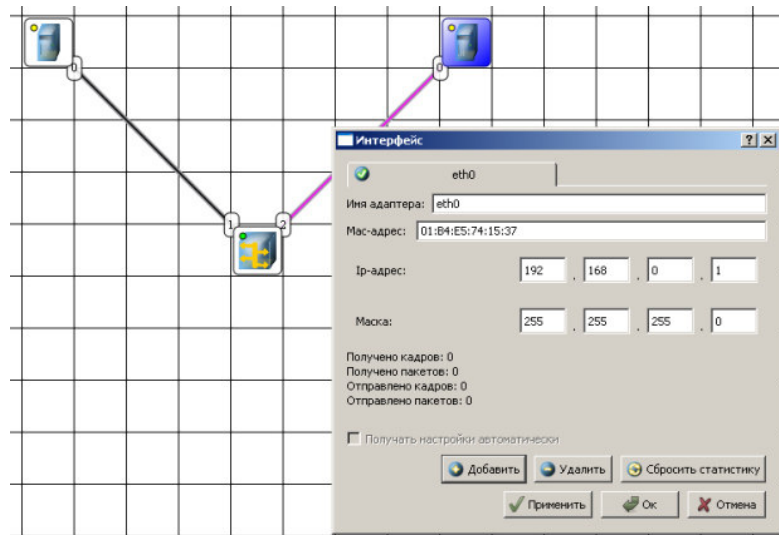 0
0
1
2
Интерфейс
eth0
Имя адаптера: eth0
Mac-адрес: 01:B4:E5:74:15:37
Ip-адрес: 192 . 168 . 0 . 1
Маска: 255 . 255 . 255 . 0
Получено кадров: 0
Получено пакетов: 0
Отправлено кадров: 0
Отправлено пакетов: 0
Получать настройки автоматически
Добавить Удалить Сбросить статистику
Применить Ок Отмена